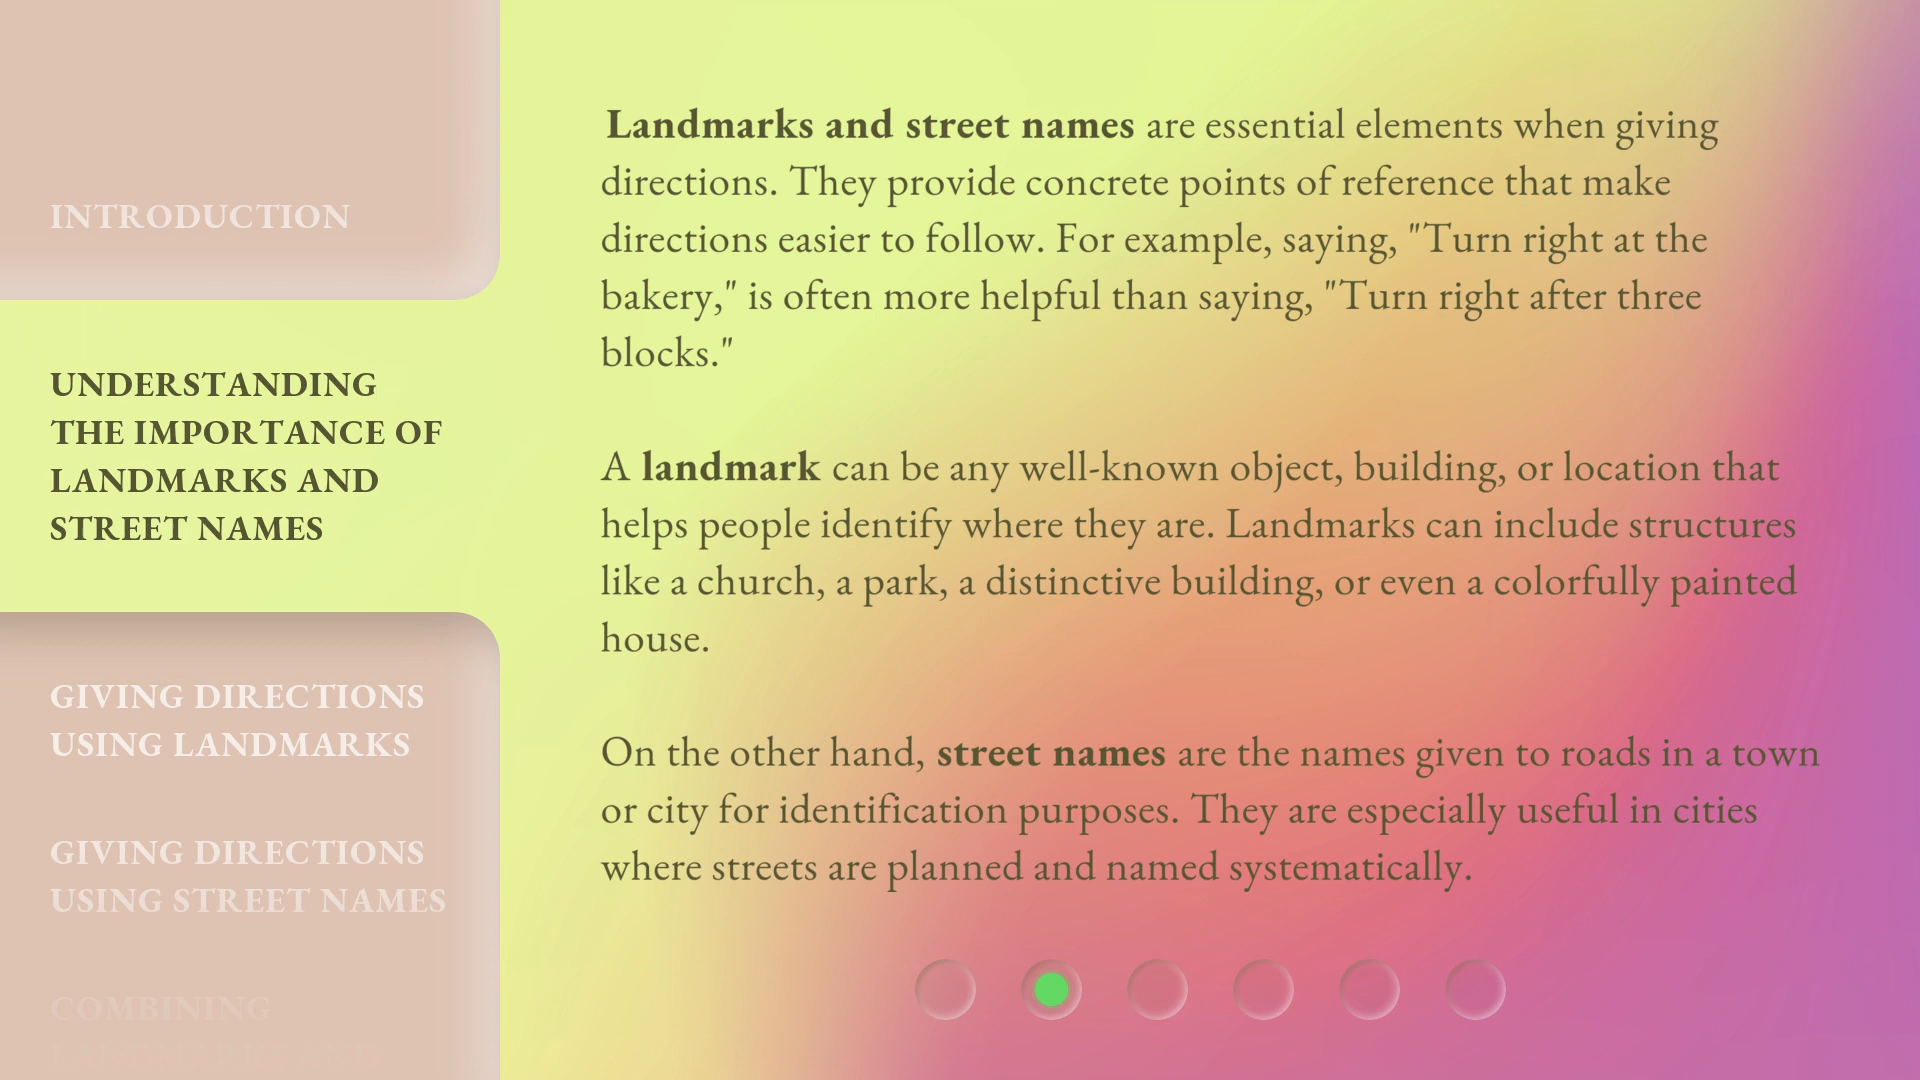 INTRODUCTION
UNDERSTANDING
THE IMPORTANCE OF
LANDMARKS AND
STREET NAMES
GIVING DIRECTIONS
USING LANDMARKS
GIVING DIRECTIONS
USING STREET NAMES
COMBINING
LANDMARKS AND
Landmarks and street names are essential elements when giving
directions. They provide concrete points of reference that make
directions easier to follow. For example, saying, "Turn right at the
bakery," is often more helpful than saying, "Turn right after three
blocks."
A landmark can be any well-known object, building, or location that
helps people identify where they are. Landmarks can include structures
like a church, a park, a distinctive building, or even a colorfully painted
house.
On the other hand, street names are the names given to roads in a town
or city for identification purposes. They are especially useful in cities
where streets are planned and named systematically.